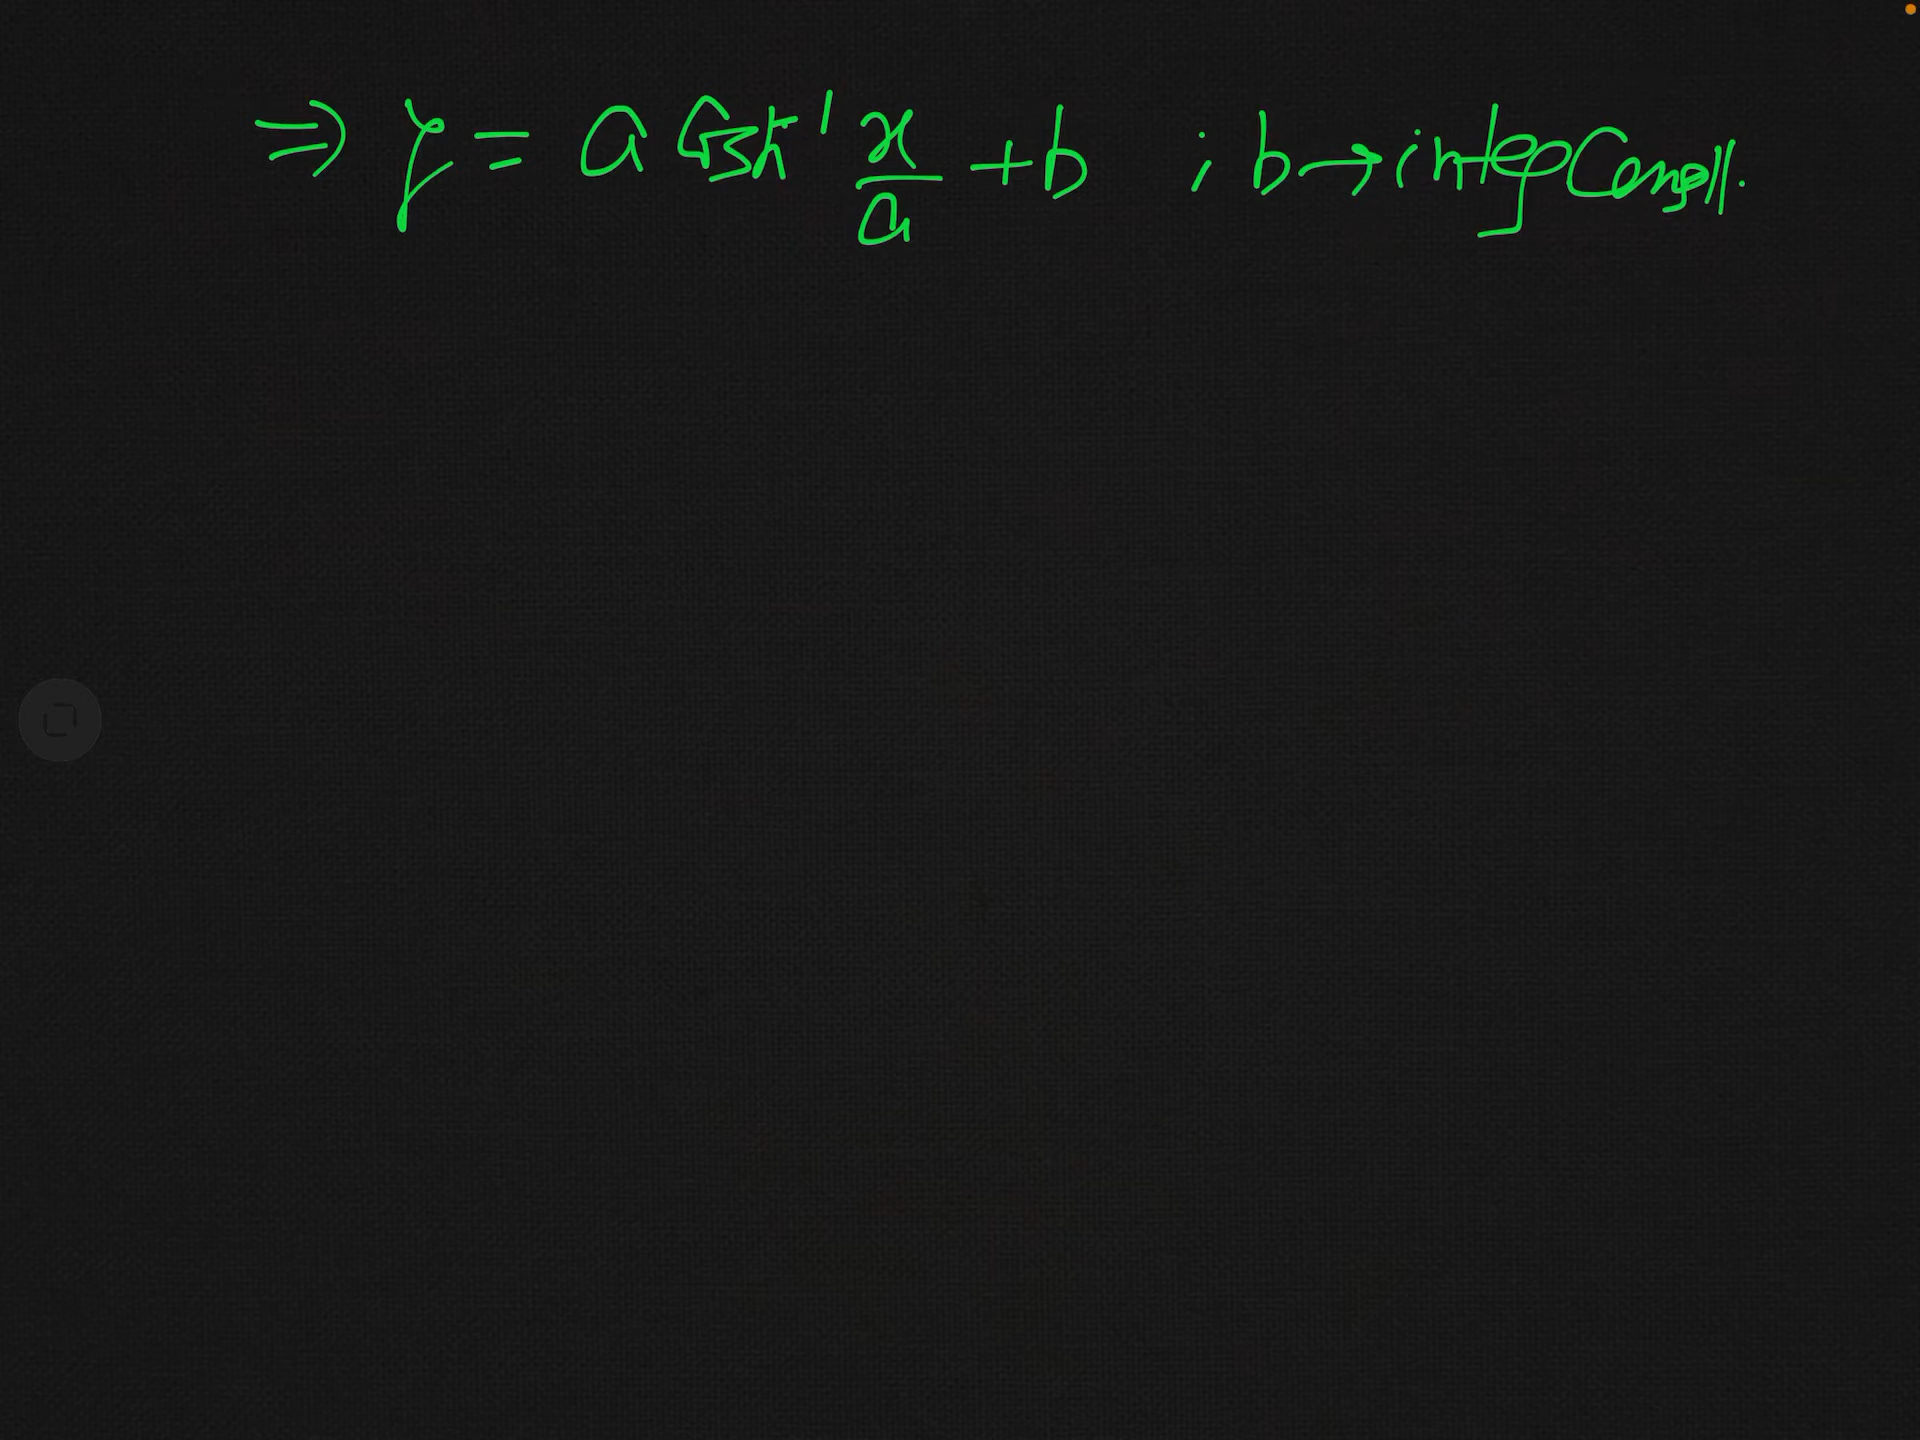 ⇒ y = a Cosh⁻¹ x/a + b ; b → integ Const.